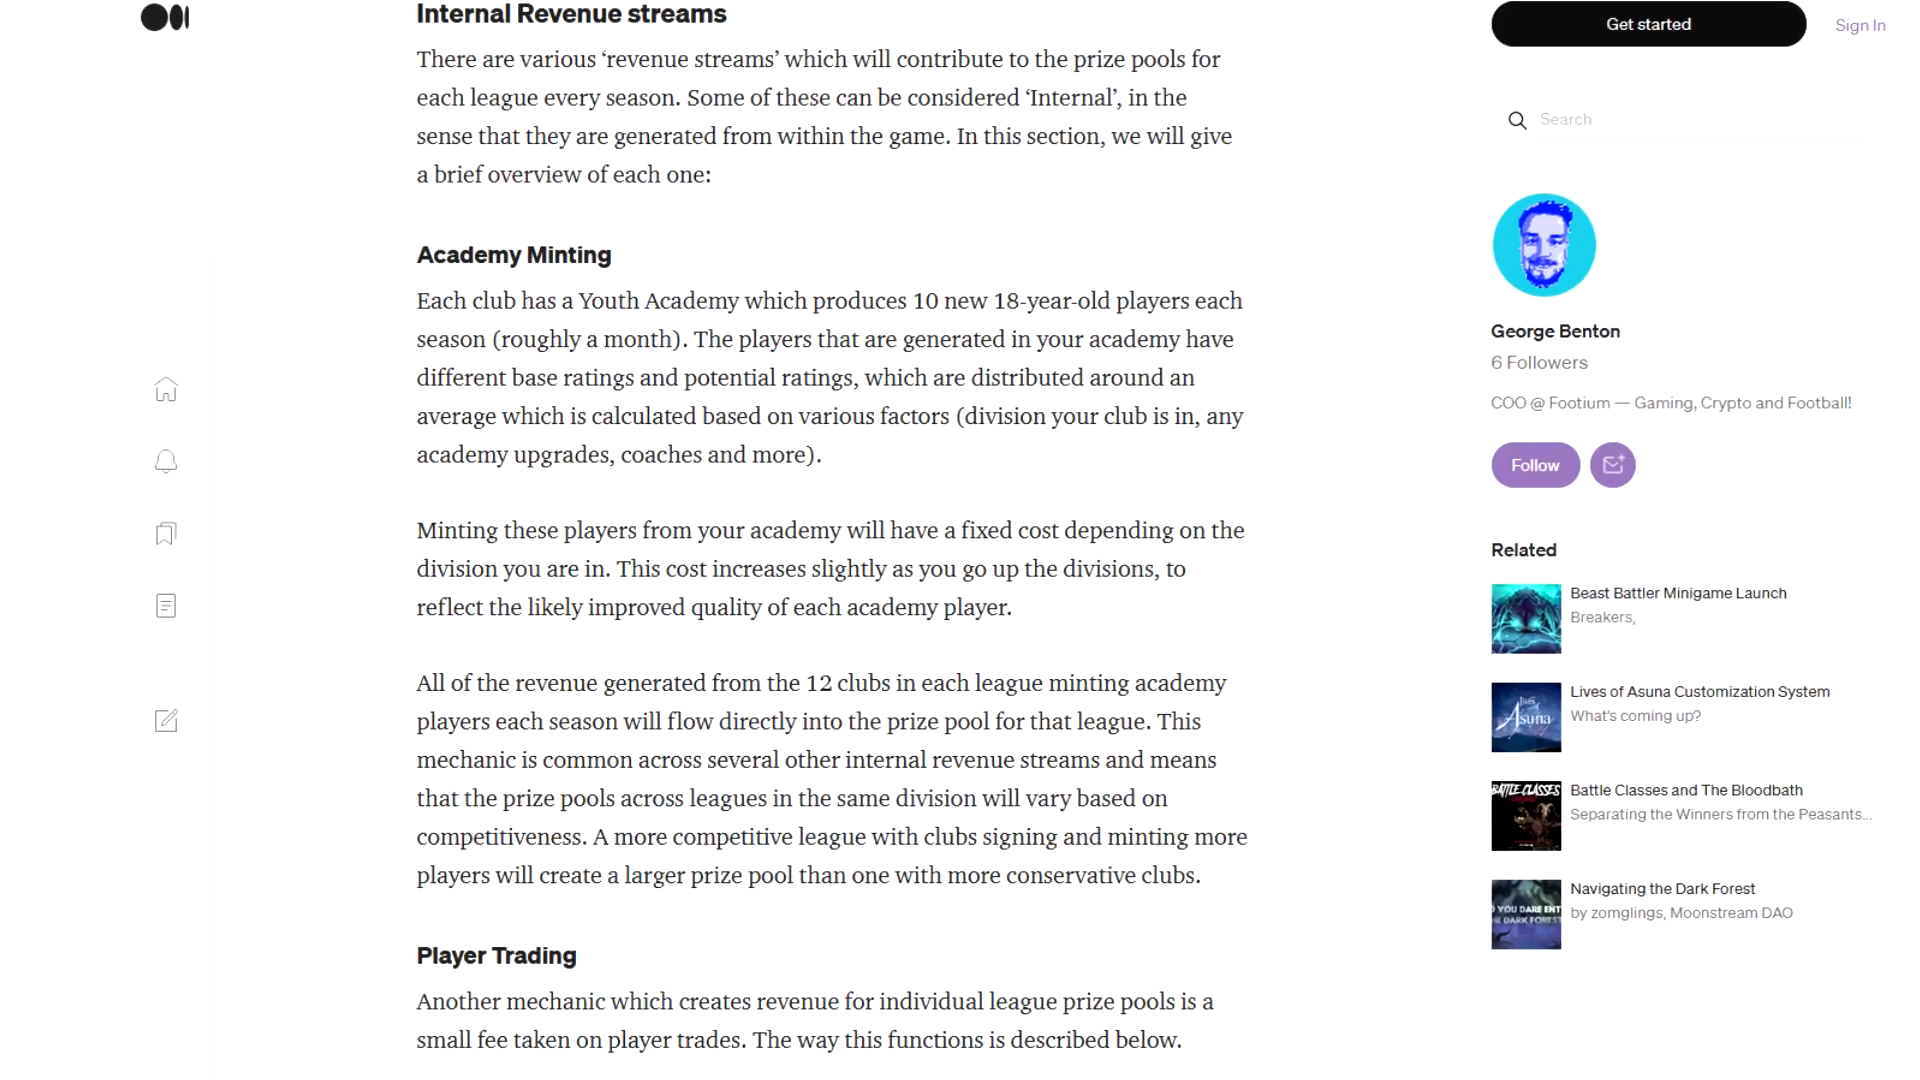 Internal Revenue streams
There are various ‘revenue streams’ which will contribute to the prize pools for
each league every season. Some of these can be considered ‘Internal’, in the
sense that they are generated from within the game. In this section, we will give
a brief overview of each one:
Academy Minting
Each club has a Youth Academy which produces 10 new 18-year-old players each
season (roughly a month). The players that are generated in your academy have
different base ratings and potential ratings, which are distributed around an
average which is calculated based on various factors (division your club is in, any
academy upgrades, coaches and more).
Minting these players from your academy will have a fixed cost depending on the
division you are in. This cost increases slightly as you go up the divisions, to
reflect the likely improved quality of each academy player.
All of the revenue generated from the 12 clubs in each league minting academy
players each season will flow directly into the prize pool for that league. This
mechanic is common across several other internal revenue streams and means
that the prize pools across leagues in the same division will vary based on
competitiveness. A more competitive league with clubs signing and minting more
players will create a larger prize pool than one with more conservative clubs.
Player Trading
Another mechanic which creates revenue for individual league prize pools is a
small fee taken on player trades. The way this functions is described below.
Get started
Sign In
Search
George Benton
6 Followers
COO @ Footium — Gaming, Crypto and Football!
Follow
Related
Beast Battler Minigame Launch
Breakers,
Lives of Asuna Customization System
What's coming up?
lives of
Asuna
Battle Classes and The Bloodbath
Separating the Winners from the Peasants...
BATTLE CLASSES
Navigating the Dark Forest
by zomglings, Moonstream DAO
YOU DARE ENT
E DARK FOREST